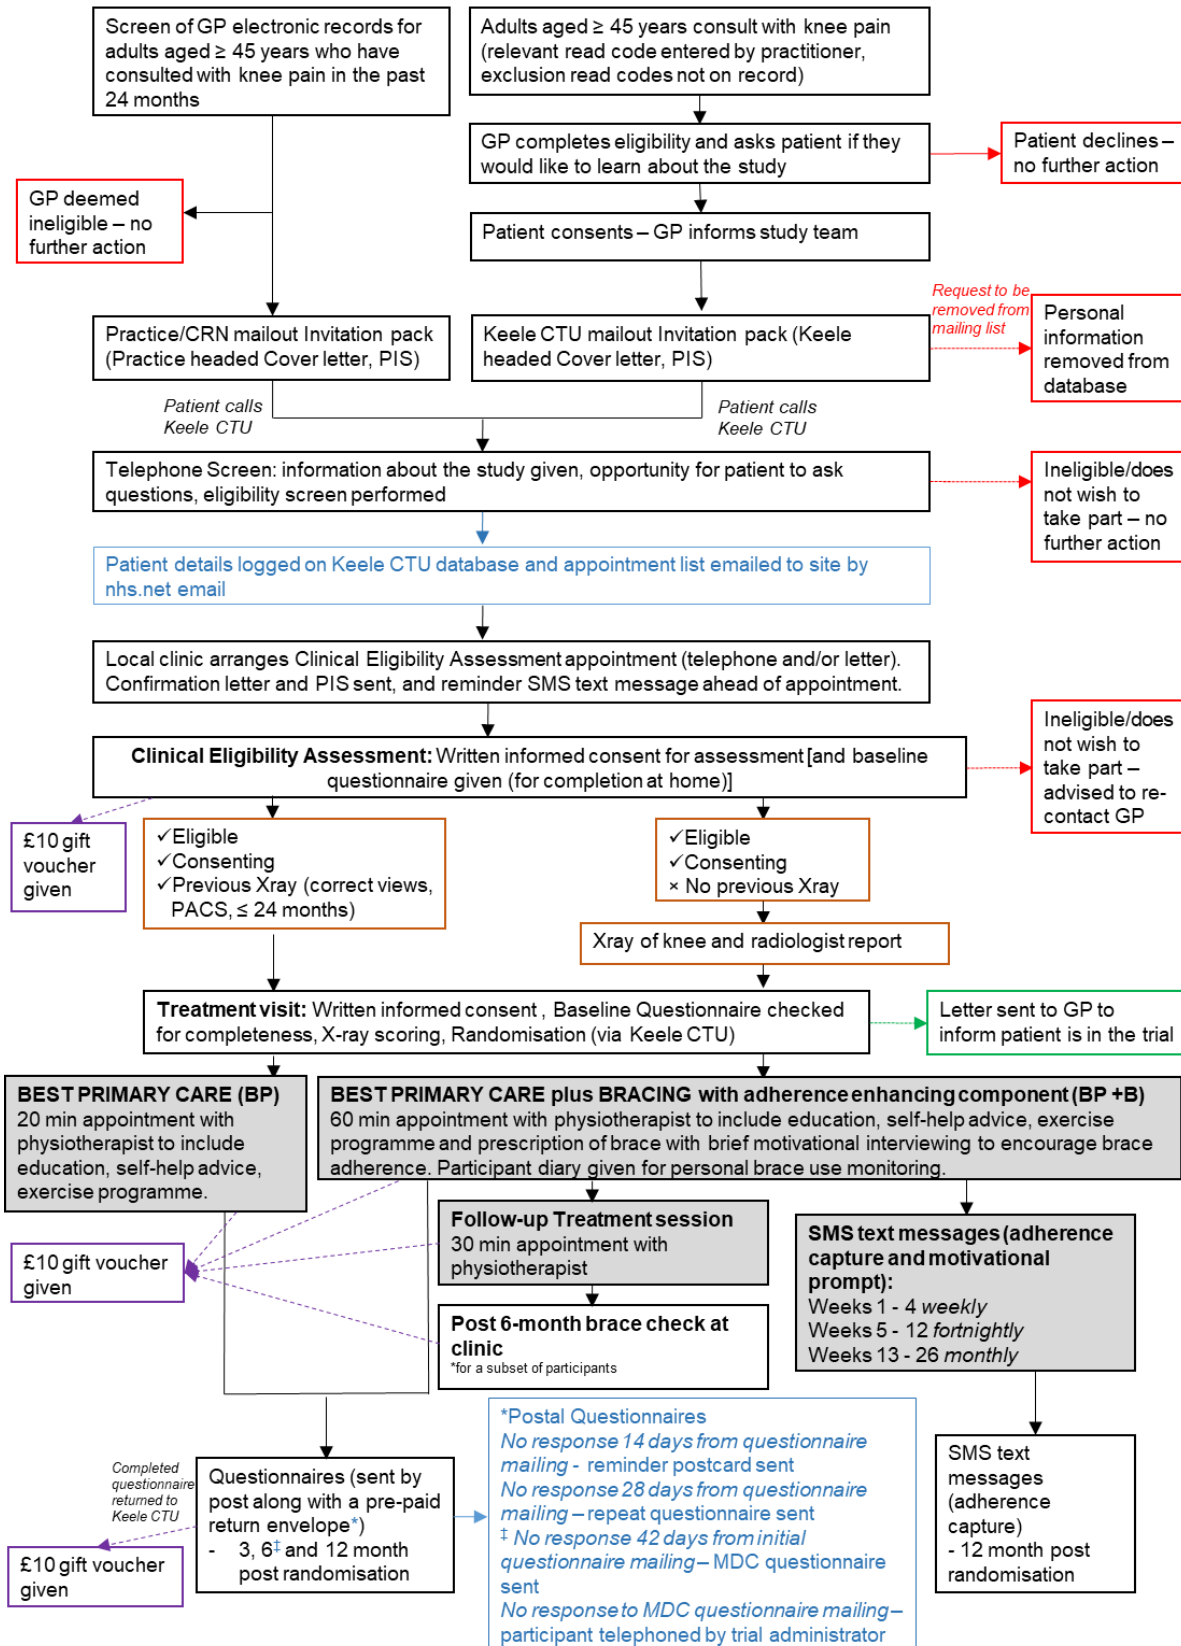 Screen of GP electronic records for
adults aged ≥ 45 years who have
consulted with knee pain in the past
24 months
Adults aged ≥ 45 years consult with knee pain
(relevant read code entered by practitioner,
exclusion read codes not on record)
GP completes eligibility and asks patient if they
would like to learn about the study
Patient declines –
no further action
GP deemed
ineligible – no
further action
Patient consents – GP informs study team
Practice/CRN mailout Invitation pack
(Practice headed Cover letter, PIS)
Keele CTU mailout Invitation pack (Keele
headed Cover letter, PIS)
Request to be
removed from
mailing list
Personal
information
removed from
database
Patient calls
Keele CTU
Patient calls
Keele CTU
Telephone Screen: information about the study given, opportunity for patient to ask
questions, eligibility screen performed
Ineligible/does
not wish to
take part – no
further action
Patient details logged on Keele CTU database and appointment list emailed to site by
nhs.net email
Local clinic arranges Clinical Eligibility Assessment appointment (telephone and/or letter).
Confirmation letter and PIS sent, and reminder SMS text message ahead of appointment.
Clinical Eligibility Assessment: Written informed consent for assessment [and baseline
questionnaire given (for completion at home)]
Ineligible/does
not wish to
take part –
advised to re-
contact GP
£10 gift
voucher
given
✓Eligible
✓Consenting
✓Previous Xray (correct views,
PACS, ≤ 24 months)
✓Eligible
✓Consenting
× No previous Xray
Xray of knee and radiologist report
Treatment visit: Written informed consent , Baseline Questionnaire checked
for completeness, X-ray scoring, Randomisation (via Keele CTU)
Letter sent to GP to
inform patient is in the trial
BEST PRIMARY CARE (BP)
20 min appointment with
physiotherapist to include
education, self-help advice,
exercise programme.
BEST PRIMARY CARE plus BRACING with adherence enhancing component (BP +B)
60 min appointment with physiotherapist to include education, self-help advice, exercise
programme and prescription of brace with brief motivational interviewing to encourage brace
adherence. Participant diary given for personal brace use monitoring.
£10 gift voucher
given
Follow-up Treatment session
30 min appointment with
physiotherapist
SMS text messages (adherence
capture and motivational
prompt):
Weeks 1 - 4 weekly
Weeks 5 - 12 fortnightly
Weeks 13 - 26 monthly
Post 6-month brace check at
clinic
*for a subset of participants
Completed
questionnaire
returned to
Keele CTU
Questionnaires (sent by
post along with a pre-paid
return envelope*)
- 3, 6‡ and 12 month
post randomisation
£10 gift voucher
given
*Postal Questionnaires
No response 14 days from questionnaire
mailing - reminder postcard sent
No response 28 days from questionnaire
mailing – repeat questionnaire sent
‡ No response 42 days from initial
questionnaire mailing – MDC questionnaire
sent
No response to MDC questionnaire mailing –
participant telephoned by trial administrator
SMS text
messages
(adherence
capture)
- 12 month post
randomisation